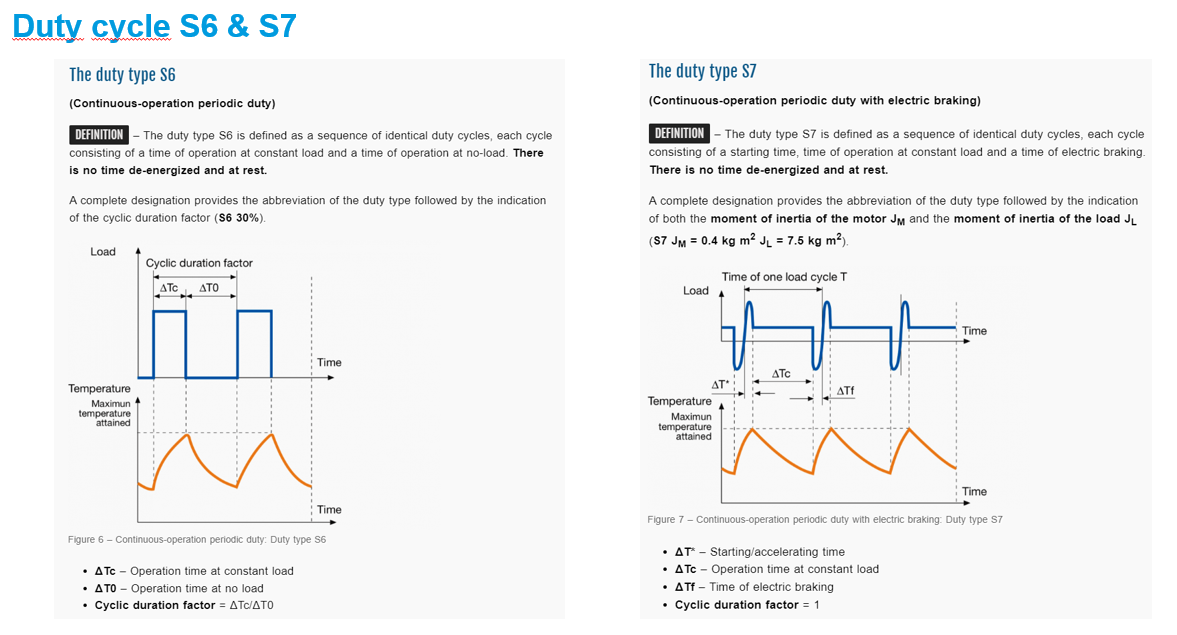 Duty cycle S6 & S7
The duty type S6
(Continuous-operation periodic duty)
DEFINITION – The duty type S6 is defined as a sequence of identical duty cycles, each cycle
consisting of a time of operation at constant load and a time of operation at no-load. There
is no time de-energized and at rest.
A complete designation provides the abbreviation of the duty type followed by the indication
of the cyclic duration factor (S6 30%).
Load
Cyclic duration factor
ΔTc ΔT0
Time
Temperature
Maximun
temperature
attained
Time
Figure 6 – Continuous-operation periodic duty: Duty type S6
• ΔTc – Operation time at constant load
• ΔT0 – Operation time at no load
• Cyclic duration factor = ΔTc/ΔT0
The duty type S7
(Continuous-operation periodic duty with electric braking)
DEFINITION – The duty type S7 is defined as a sequence of identical duty cycles, each cycle
consisting of a starting time, time of operation at constant load and a time of electric braking.
There is no time de-energized and at rest.
A complete designation provides the abbreviation of the duty type followed by the indication
of both the moment of inertia of the motor JM and the moment of inertia of the load JL
(S7 JM = 0.4 kg m² JL = 7.5 kg m²).
Time of one load cycle T
Load
Time
ΔTc
ΔT*
ΔTf
Temperature
Maximun
temperature
attained
Time
Figure 7 – Continuous-operation periodic duty with electric braking: Duty type S7
• ΔT* – Starting/accelerating time
• ΔTc – Operation time at constant load
• ΔTf – Time of electric braking
• Cyclic duration factor = 1